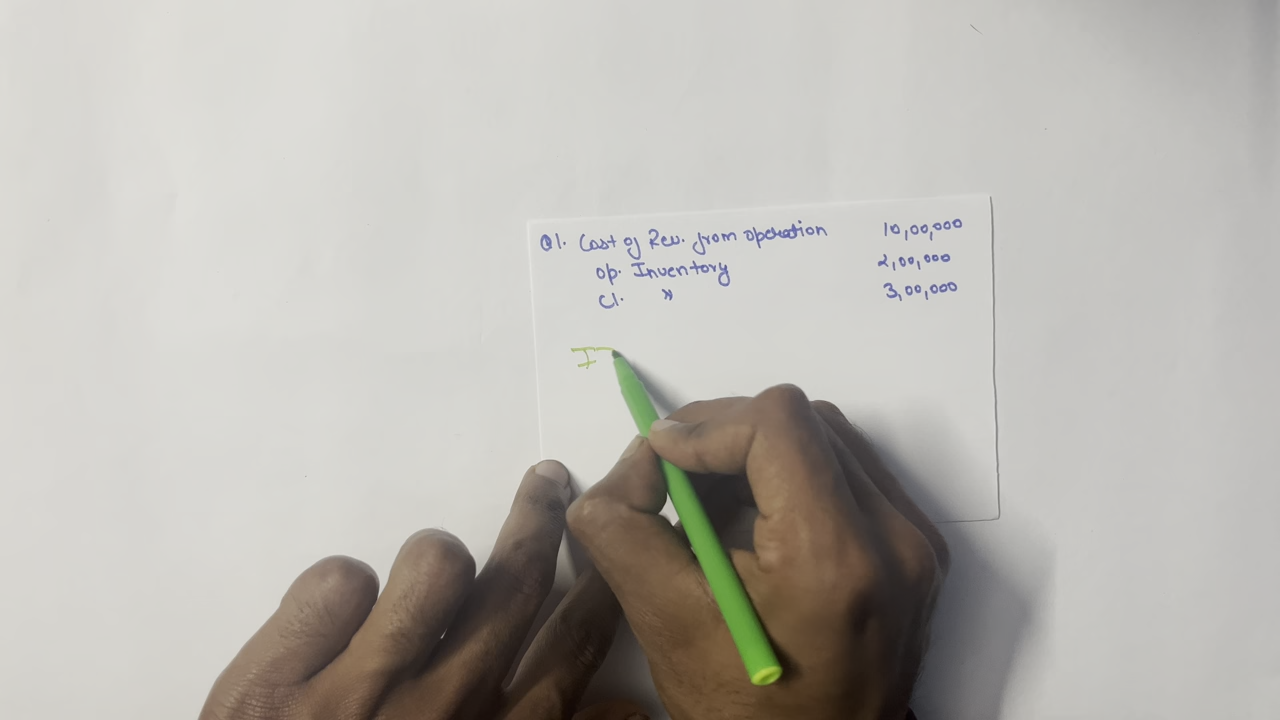 Q1. Cost of Rev. from operation 10,00,000
op. Inventory 2,00,000
Cl. " 3,00,000
I